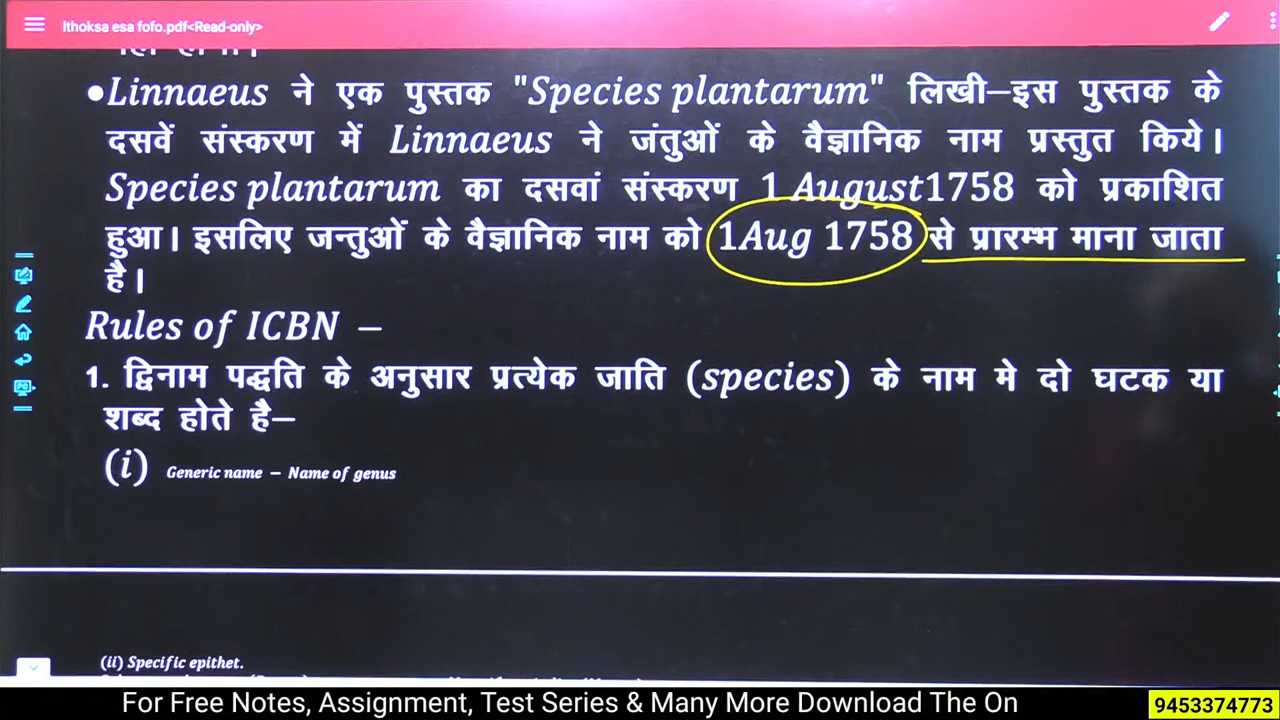 lthoksa esa fofo.pdf<Read-only>
●Linnaeus ने एक पुस्तक "Species plantarum" लिखी–इस पुस्तक के
दसवें संस्करण में Linnaeus ने जंतुओं के वैज्ञानिक नाम प्रस्तुत किये।
Species plantarum का दसवां संस्करण 1 August1758 को प्रकाशित
हुआ। इसलिए जन्तुओं के वैज्ञानिक नाम को 1Aug 1758 से प्रारम्भ माना जाता
है।
Rules of ICBN –
1. द्विनाम पद्धति के अनुसार प्रत्येक जाति (species) के नाम मे दो घटक या
शब्द होते है–
(i) Generic name – Name of genus
(ii) Specific epithet.
For Free Notes, Assignment, Test Series & Many More Download The On
9453374773